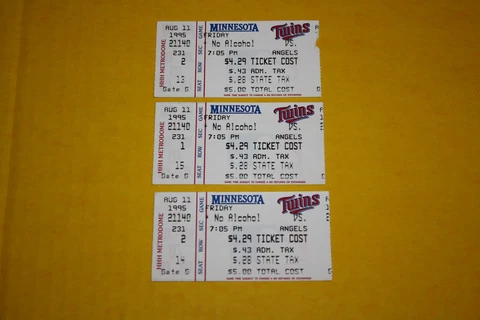 AUG 11 GAME MINNESOTA Twins
1995 FRIDAY
21140 SEC No Alcohol VS.
231 7:05 PM ANGELS
2 ROW $4.29 TICKET COST
$.43 ADM. TAX
13 SEAT $.28 STATE TAX
Gate G $5.00 TOTAL COST
HHH METRODOME
AUG 11 GAME MINNESOTA Twins
1995 FRIDAY
21140 SEC No Alcohol VS.
231 7:05 PM ANGELS
1 ROW $4.29 TICKET COST
$.43 ADM. TAX
15 SEAT $.28 STATE TAX
Gate G $5.00 TOTAL COST
HHH METRODOME
AUG 11 GAME MINNESOTA Twins
1995 FRIDAY
21140 SEC No Alcohol VS.
231 7:05 PM ANGELS
2 ROW $4.29 TICKET COST
$.43 ADM. TAX
14 SEAT $.28 STATE TAX
Gate G $5.00 TOTAL COST
HHH METRODOME